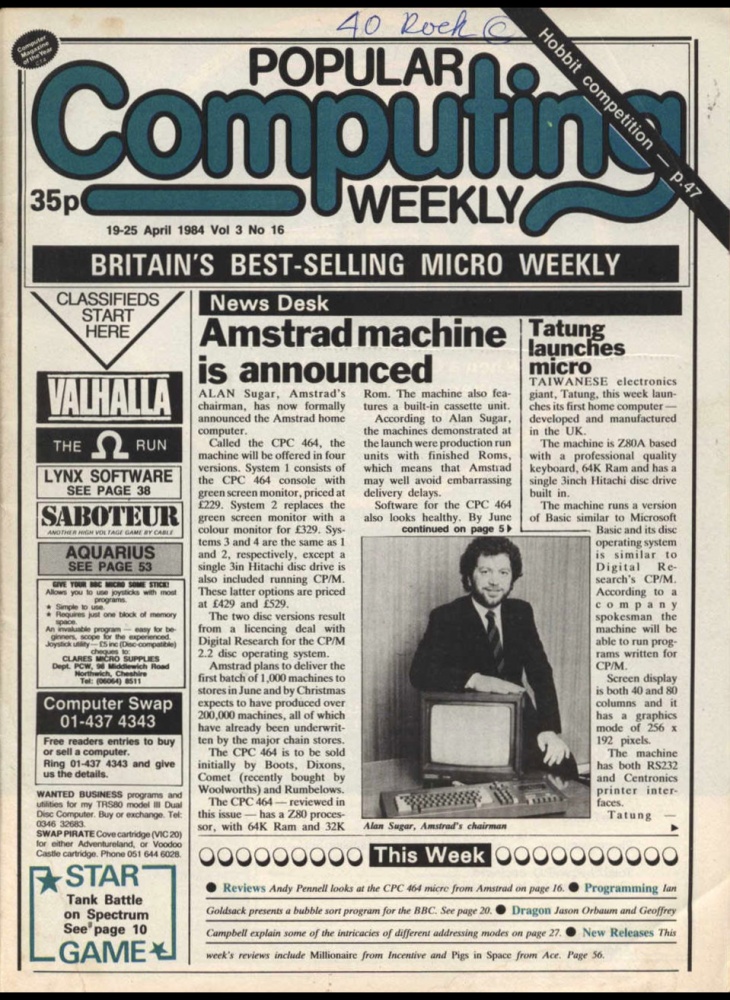 40 Rock
Computer
Magazine
of the Year
Hobbit competition — p.47
POPULAR
Computing
WEEKLY
35p
19-25 April 1984 Vol 3 No 16
BRITAIN'S BEST-SELLING MICRO WEEKLY
CLASSIFIEDS
START
HERE
VALHALLA
THE Ω RUN
LYNX SOFTWARE
SEE PAGE 38
SABOTEUR
ANOTHER HIGH VOLTAGE GAME BY CABLE
AQUARIUS
SEE PAGE 53
GIVE YOUR BBC MICRO SOME STICK!
Allows you to use joysticks with most
programs.
★ Simple to use.
★ Requires just one block of memory
space.
An invaluable program — easy for be-
ginners, scope for the experienced.
Joystick utility — £5 inc (Disc-compatible)
cheques to:
CLARES MICRO SUPPLIES
Dept. PCW, 98 Middlewich Road
Northwich, Cheshire
Tel: (06064) 8511
Computer Swap
01-437 4343
Free readers entries to buy
or sell a computer.
Ring 01-437 4343 and give
us the details.
WANTED BUSINESS programs and
utilities for my TRS80 model III Dual
Disc Computer. Buy or exchange. Tel:
0346 32683.
SWAP PIRATE Cove cartridge (VIC 20)
for either Adventureland, or Voodoo
Castle cartridge. Phone 051 644 6028.
STAR
Tank Battle
on Spectrum
See page 10
GAME
News Desk
Amstrad machine
is announced
ALAN Sugar, Amstrad's
chairman, has now formally
announced the Amstrad home
computer.
Called the CPC 464, the
machine will be offered in four
versions. System 1 consists of
the CPC 464 console with
green screen monitor, priced at
£229. System 2 replaces the
green screen monitor with a
colour monitor for £329. Sys-
tems 3 and 4 are the same as 1
and 2, respectively, except a
single 3in Hitachi disc drive is
also included running CP/M.
These latter options are priced
at £429 and £529.
The two disc versions result
from a licencing deal with
Digital Research for the CP/M
2.2 disc operating system.
Amstrad plans to deliver the
first batch of 1,000 machines to
stores in June and by Christmas
expects to have produced over
200,000 machines, all of which
have already been underwrit-
ten by the major chain stores.
The CPC 464 is to be sold
initially by Boots, Dixons,
Comet (recently bought by
Woolworths) and Rumbelows.
The CPC 464 — reviewed in
this issue — has a Z80 proces-
sor, with 64K Ram and 32K
Rom. The machine also fea-
tures a built-in cassette unit.
According to Alan Sugar,
the machines demonstrated at
the launch were production run
units with finished Roms,
which means that Amstrad
may well avoid embarrassing
delivery delays.
Software for the CPC 464
also looks healthy. By June
continued on page 5
Alan Sugar, Amstrad's chairman
Tatung
launches
micro
TAIWANESE electronics
giant, Tatung, this week laun-
ches its first home computer —
developed and manufactured
in the UK.
The machine is Z80A based
with a professional quality
keyboard, 64K Ram and has a
single 3inch Hitachi disc drive
built in.
The machine runs a version
of Basic similar to Microsoft
Basic and its disc
operating system
is similar to
Digital Re-
search's CP/M.
According to a
company
spokesman the
machine will be
able to run prog-
rams written for
CP/M.
Screen display
is both 40 and 80
columns and it
has a graphics
mode of 256 x
192 pixels.
The machine
has both RS232
and Centronics
printer inter-
faces.
Tatung —
This Week
● Reviews Andy Pennell looks at the CPC 464 micro from Amstrad on page 16. ● Programming Ian
Goldsack presents a bubble sort program for the BBC. See page 20. ● Dragon Jason Orbaum and Geoffrey
Campbell explain some of the intricacies of different addressing modes on page 27. ● New Releases This
week's reviews include Millionaire from Incentive and Pigs in Space from Ace. Page 56.